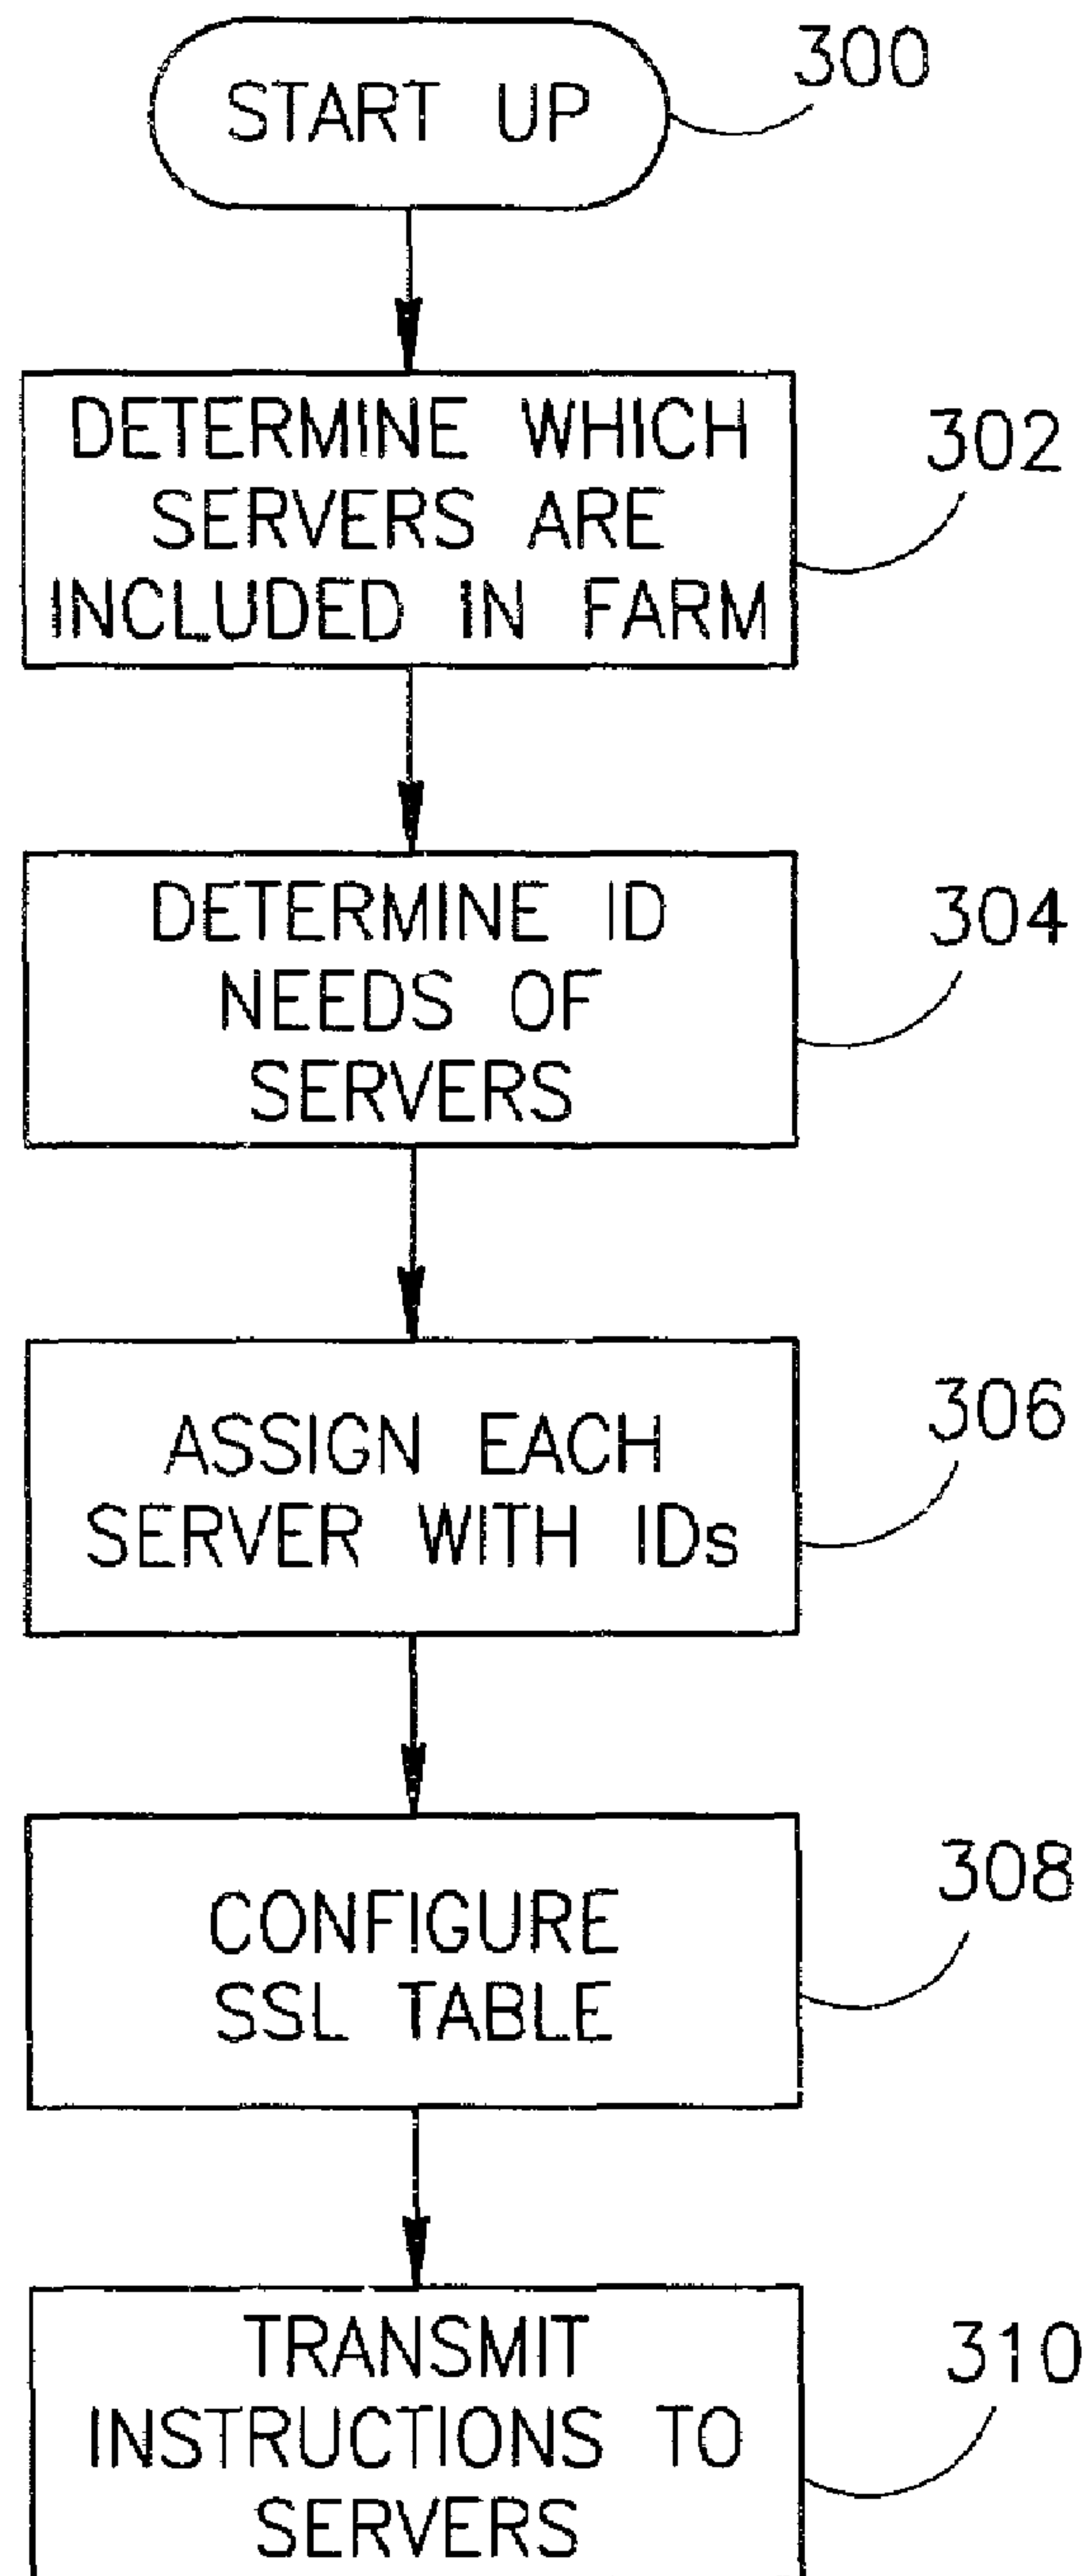 START UP
300
DETERMINE WHICH
SERVERS ARE
INCLUDED IN FARM
302
DETERMINE ID
NEEDS OF
SERVERS
304
ASSIGN EACH
SERVER WITH IDs
306
CONFIGURE
SSL TABLE
308
TRANSMIT
INSTRUCTIONS TO
SERVERS
310